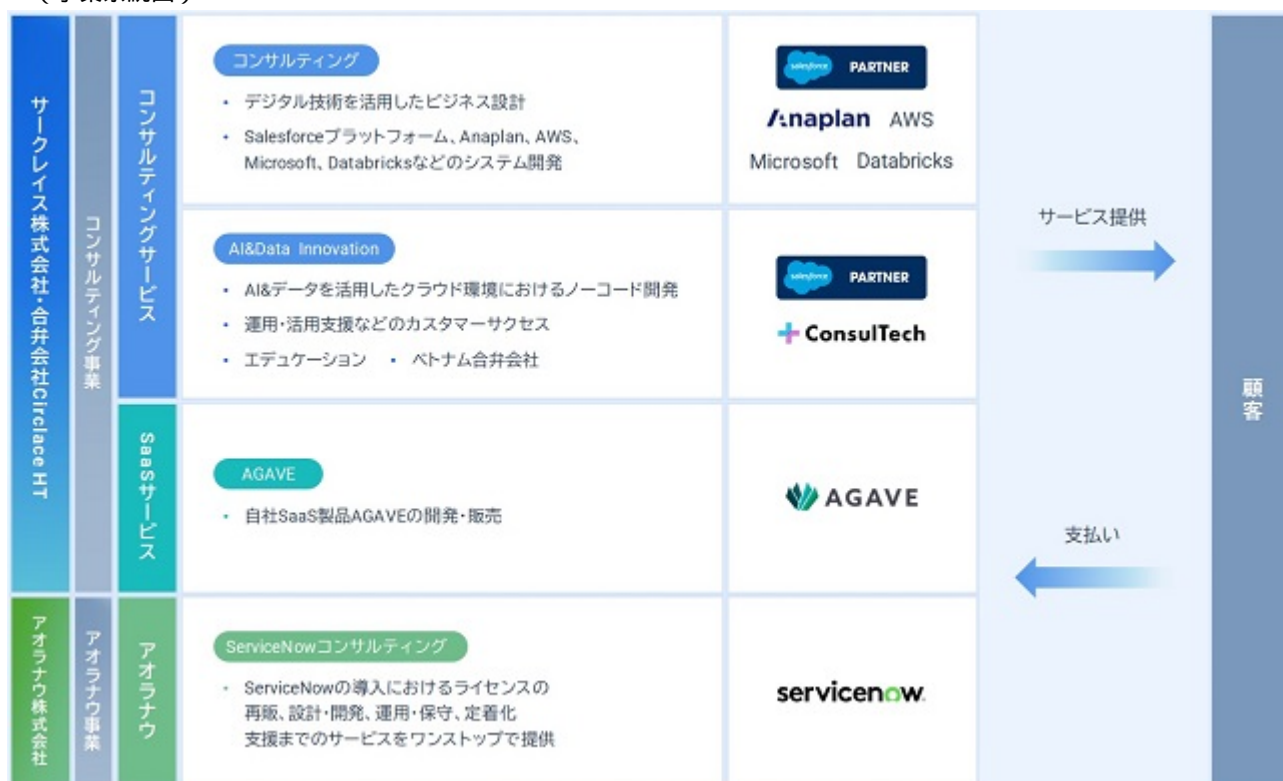 サークレイス株式会社・合弁会社Circlace HT
コンサルティング事業
コンサルティングサービス
コンサルティング
・ デジタル技術を活用したビジネス設計
・ Salesforceプラットフォーム、Anaplan、AWS、
Microsoft、Databricksなどのシステム開発
salesforce PARTNER
Anaplan AWS
Microsoft Databricks
AI&Data Innovation
・ AI&データを活用したクラウド環境におけるノーコード開発
・ 運用・活用支援などのカスタマーサクセス
・ エデュケーション ・ ベトナム合弁会社
salesforce PARTNER
ConsulTech
SaaSサービス
AGAVE
・ 自社SaaS製品AGAVEの開発・販売
AGAVE
アオラナウ株式会社
アオラナウ事業
アオラナウ
ServiceNowコンサルティング
・ ServiceNowの導入におけるライセンスの
再販、設計・開発、運用・保守、定着化
支援までのサービスをワンストップで提供
servicenow.
サービス提供
支払い
顧客